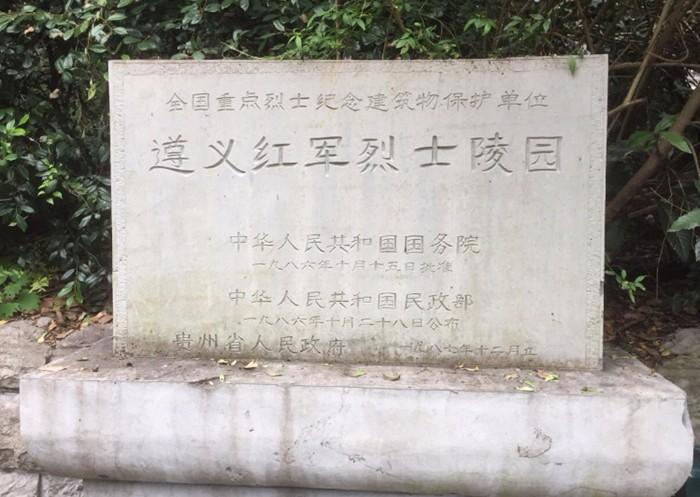 全国重点烈士纪念建筑物保护单位
遵义红军烈士陵园
中华人民共和国国务院
一九八六年十月十五日批准
中华人民共和国民政部
一九八六年十月二十八日公布
贵州省人民政府 一九八七年十二月立